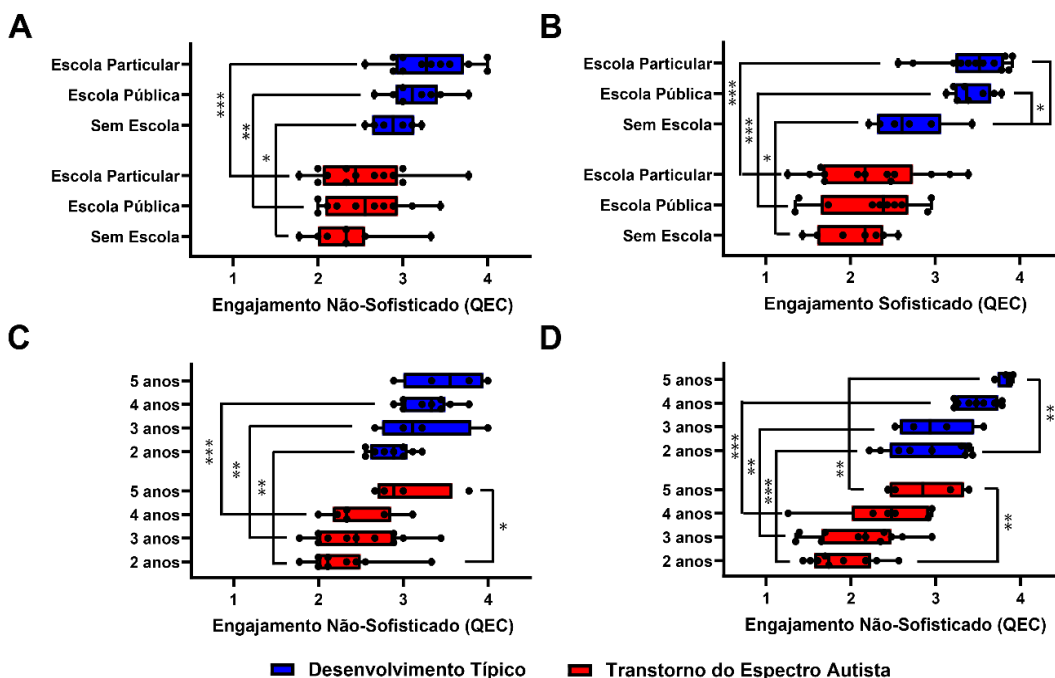 A
Escola Particular
Escola Pública
Sem Escola
Escola Particular
Escola Pública
Sem Escola
***
**
*
1 2 3 4
Engajamento Não-Sofisticado (QEC)
B
Escola Particular
Escola Pública
Sem Escola
Escola Particular
Escola Pública
Sem Escola
***
***
*
*
1 2 3 4
Engajamento Sofisticado (QEC)
C
5 anos
4 anos
3 anos
2 anos
5 anos
4 anos
3 anos
2 anos
***
**
**
*
1 2 3 4
Engajamento Não-Sofisticado (QEC)
D
5 anos
4 anos
3 anos
2 anos
5 anos
4 anos
3 anos
2 anos
***
**
***
**
**
**
1 2 3 4
Engajamento Não-Sofisticado (QEC)
Desenvolvimento Típico
Transtorno do Espectro Autista